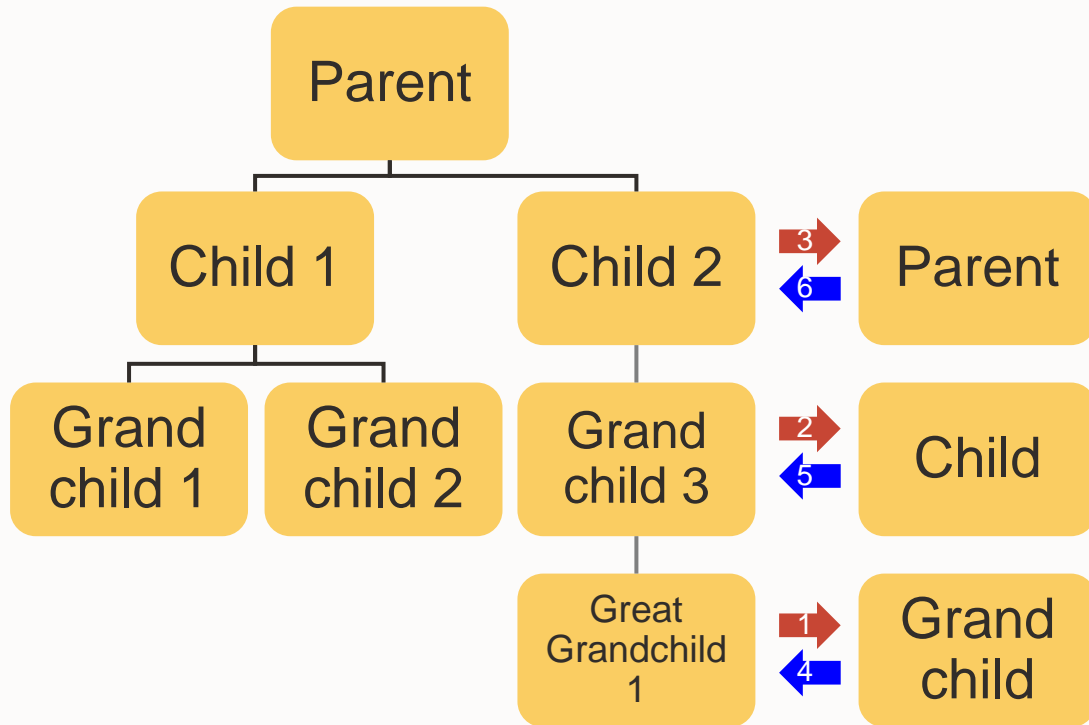 Parent
Child 1
Child 2
3
6
Parent
Grand
child 1
Grand
child 2
Grand
child 3
2
5
Child
Great
Grandchild
1
1
4
Grand
child